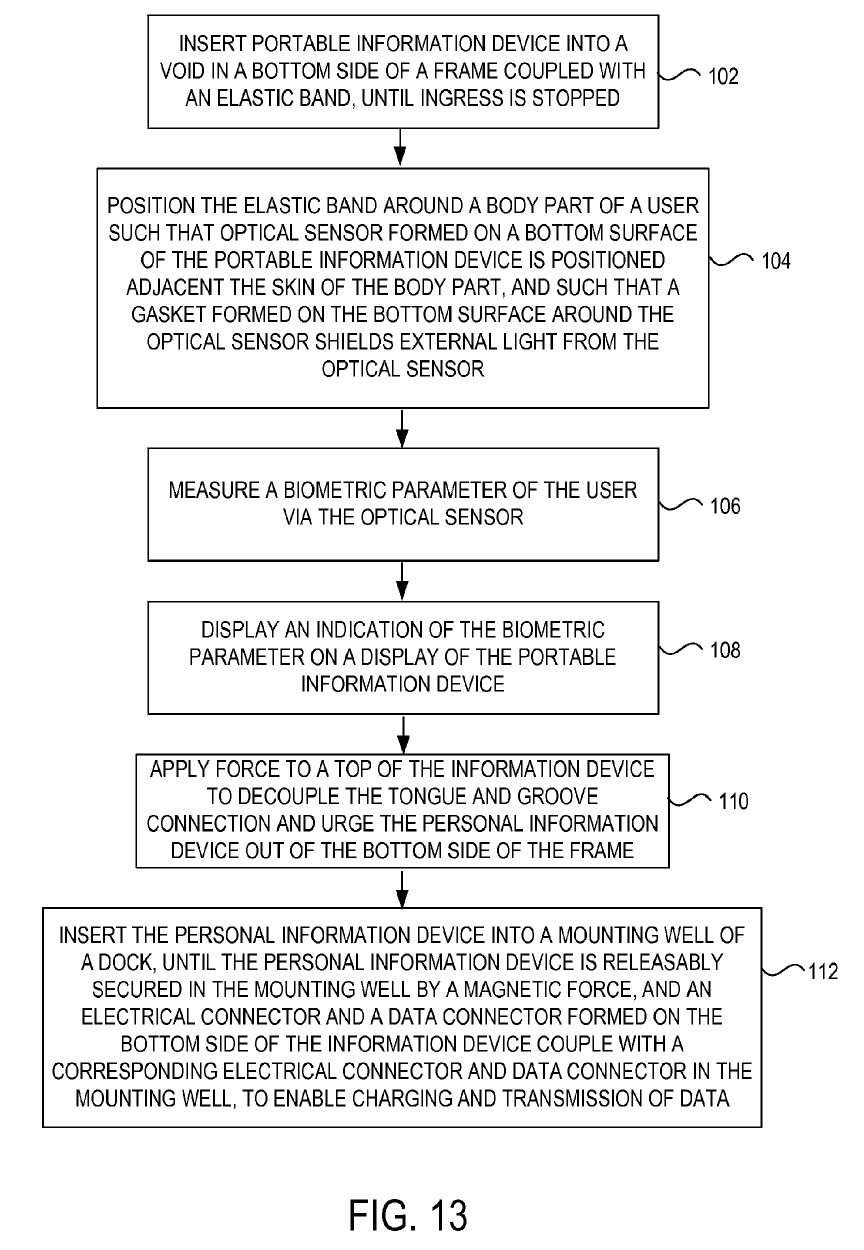 INSERT PORTABLE INFORMATION DEVICE INTO A
VOID IN A BOTTOM SIDE OF A FRAME COUPLED WITH
AN ELASTIC BAND, UNTIL INGRESS IS STOPPED
102
POSITION THE ELASTIC BAND AROUND A BODY PART OF A USER
SUCH THAT OPTICAL SENSOR FORMED ON A BOTTOM SURFACE
OF THE PORTABLE INFORMATION DEVICE IS POSITIONED
ADJACENT THE SKIN OF THE BODY PART, AND SUCH THAT A
GASKET FORMED ON THE BOTTOM SURFACE AROUND THE
OPTICAL SENSOR SHIELDS EXTERNAL LIGHT FROM THE
OPTICAL SENSOR
104
MEASURE A BIOMETRIC PARAMETER OF THE USER
VIA THE OPTICAL SENSOR
106
DISPLAY AN INDICATION OF THE BIOMETRIC
PARAMETER ON A DISPLAY OF THE PORTABLE
INFORMATION DEVICE
108
APPLY FORCE TO A TOP OF THE INFORMATION DEVICE
TO DECOUPLE THE TONGUE AND GROOVE
CONNECTION AND URGE THE PERSONAL INFORMATION
DEVICE OUT OF THE BOTTOM SIDE OF THE FRAME
110
INSERT THE PERSONAL INFORMATION DEVICE INTO A MOUNTING WELL OF
A DOCK, UNTIL THE PERSONAL INFORMATION DEVICE IS RELEASABLY
SECURED IN THE MOUNTING WELL BY A MAGNETIC FORCE, AND AN
ELECTRICAL CONNECTOR AND A DATA CONNECTOR FORMED ON THE
BOTTOM SIDE OF THE INFORMATION DEVICE COUPLE WITH A
CORRESPONDING ELECTRICAL CONNECTOR AND DATA CONNECTOR IN THE
MOUNTING WELL, TO ENABLE CHARGING AND TRANSMISSION OF DATA
112
FIG. 13